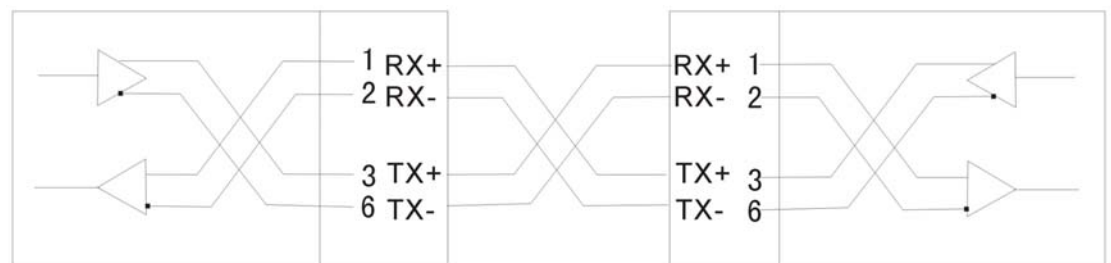 1 RX+ RX+ 1
2 RX- RX- 2
3 TX+ TX+ 3
6 TX- TX- 6